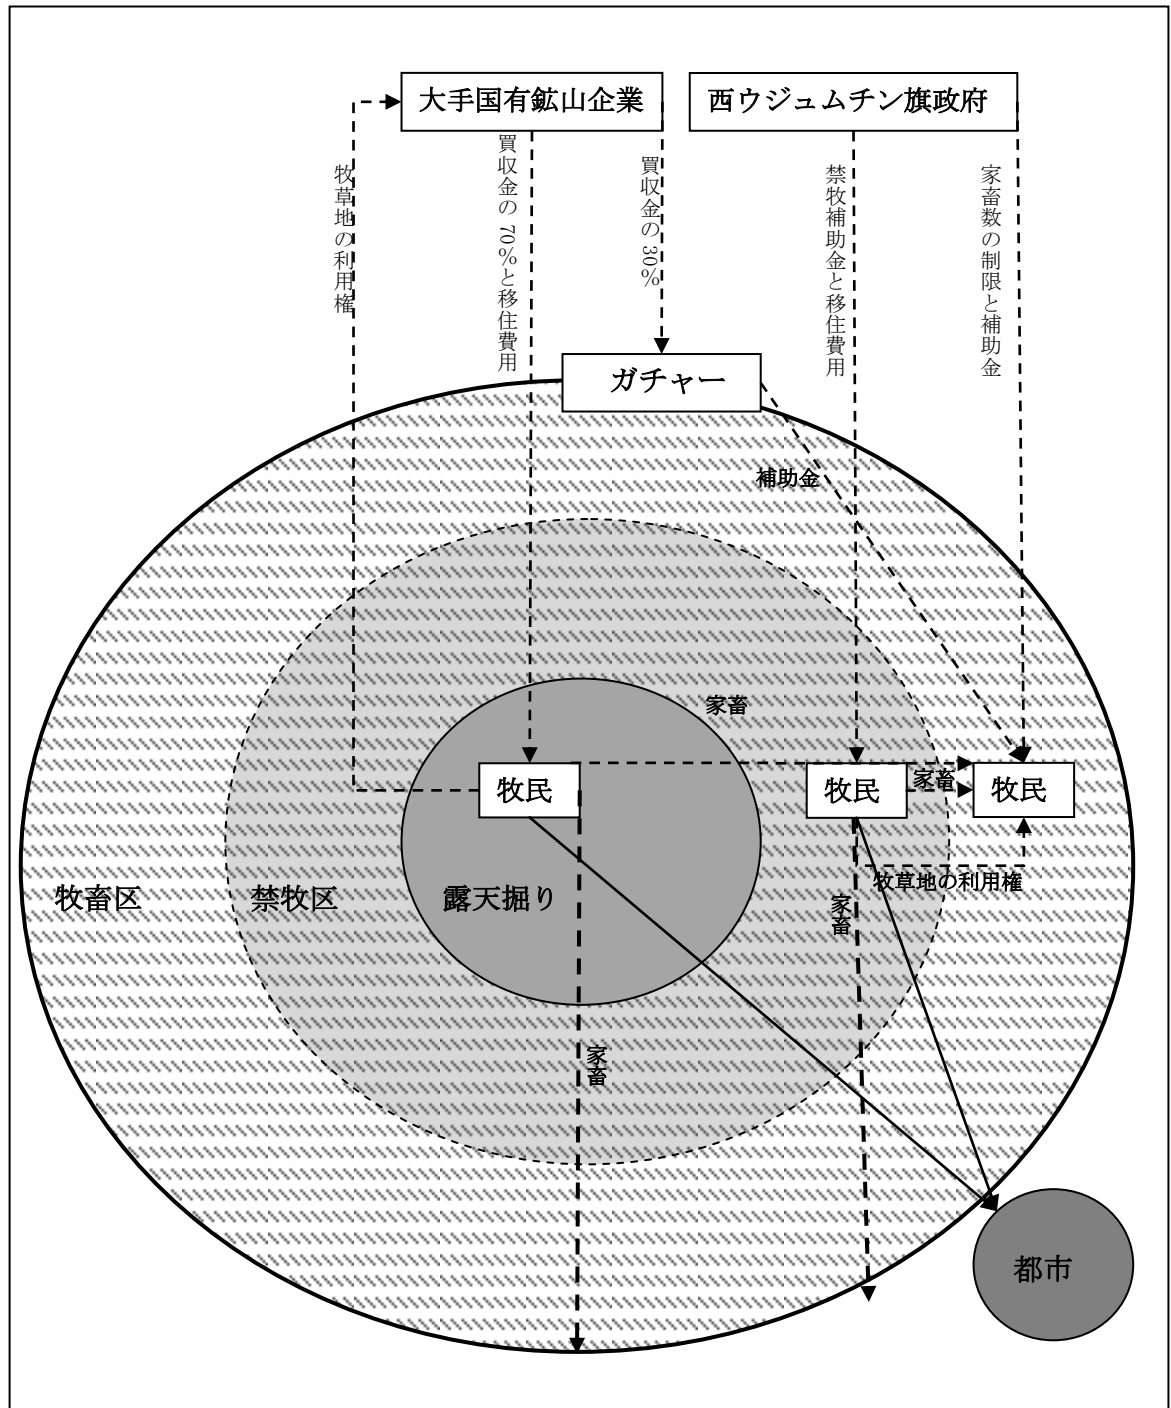 大手国有鉱山企業
西ウジュムチン旗政府
牧草地の利用権
買収金の 70%と移住費用
買収金の 30%
禁牧補助金と移住費用
家畜数の制限と補助金
ガチャー
補助金
家畜
牧民
牧民
家畜
牧民
牧草地の利用権
牧畜区
禁牧区
露天掘り
家畜
家畜
都市